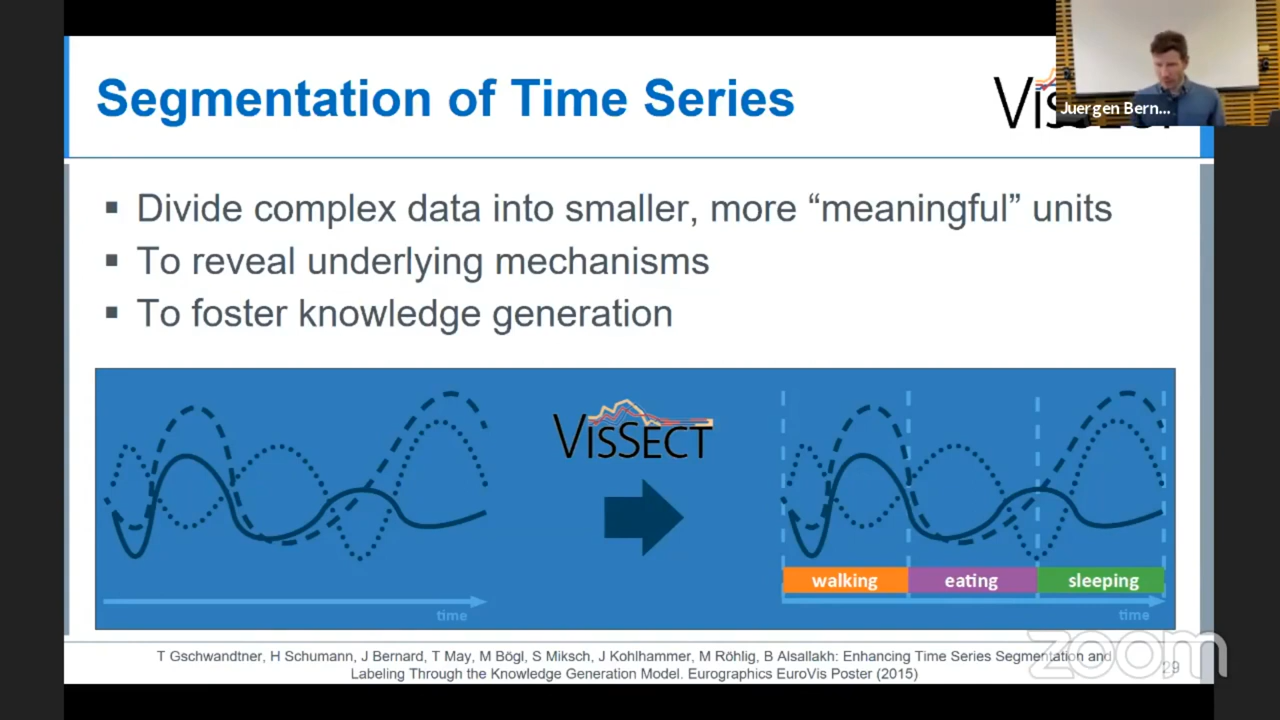 Segmentation of Time Series
Juergen Bern...
▪ Divide complex data into smaller, more “meaningful” units
▪ To reveal underlying mechanisms
▪ To foster knowledge generation
VISSECT
walking eating sleeping
time time
T Gschwandtner, H Schumann, J Bernard, T May, M Bögl, S Miksch, J Kohlhammer, M Röhlig, B Alsallakh: Enhancing Time Series Segmentation and
Labeling Through the Knowledge Generation Model. Eurographics EuroVis Poster (2015)
zoom
29